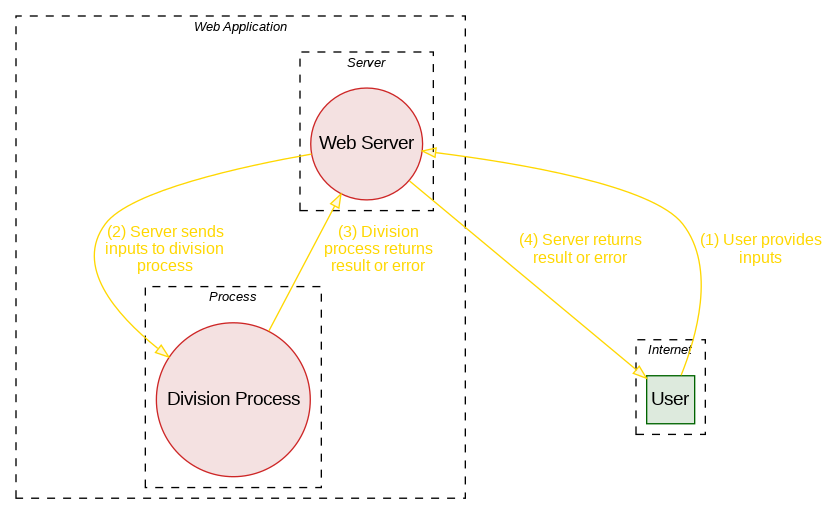 Web Application
Server
Web Server
(2) Server sends
inputs to division
process
(3) Division
process returns
result or error
(4) Server returns
result or error
(1) User provides
inputs
Process
Division Process
Internet
User